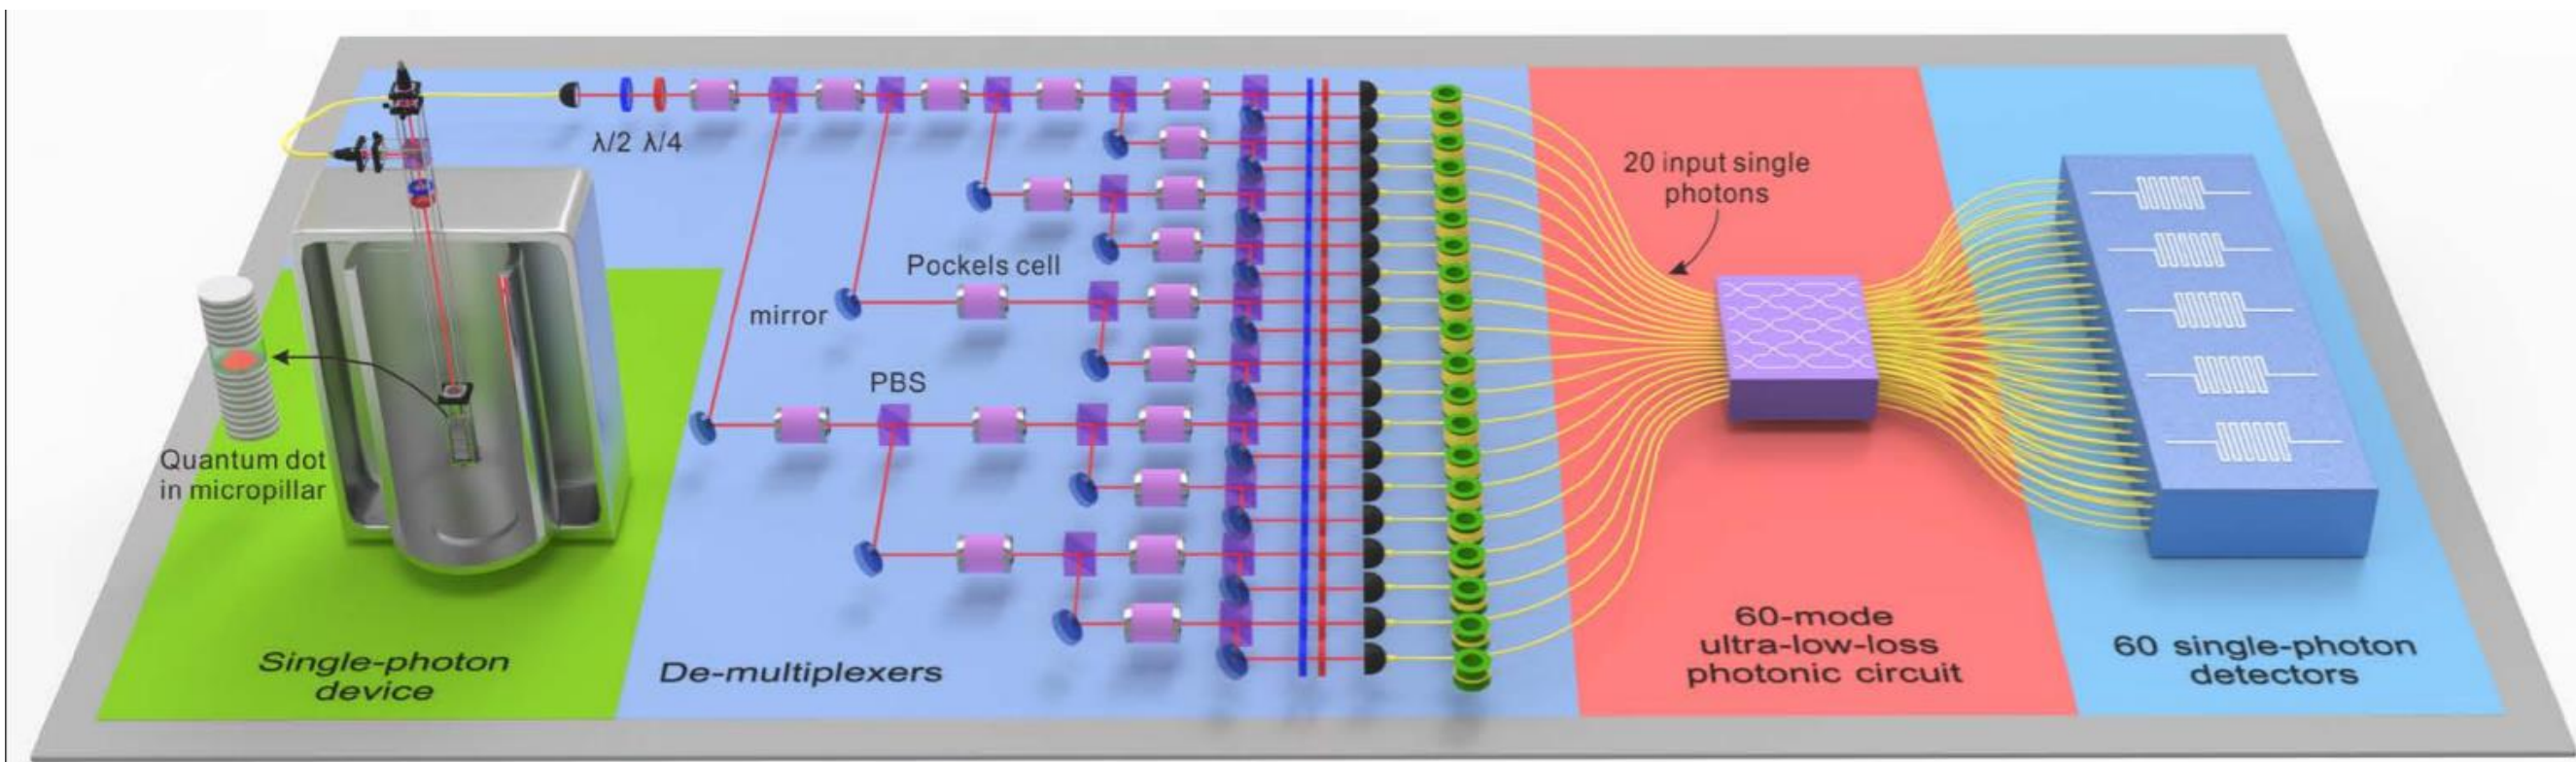 λ/2 λ/4
20 input single
photons
Pockels cell
mirror
PBS
Quantum dot
in micropillar
Single-photon
device
De-multiplexers
60-mode
ultra-low-loss
photonic circuit
60 single-photon
detectors